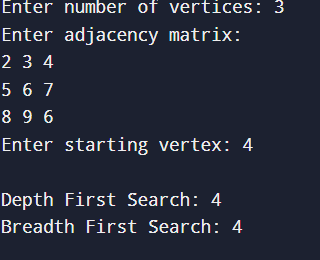 Enter number of vertices: 3
Enter adjacency matrix:
2 3 4
5 6 7
8 9 6
Enter starting vertex: 4
Depth First Search: 4
Breadth First Search: 4